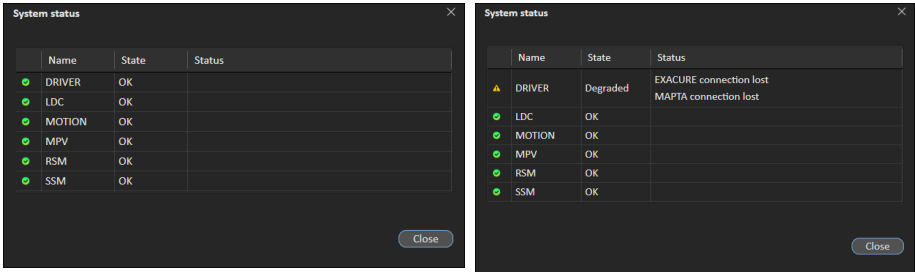 System status
Name State Status
DRIVER OK
LDC OK
MOTION OK
MPV OK
RSM OK
SSM OK
Close
System status
Name State Status
DRIVER Degraded EXACURE connection lost
MAPTA connection lost
LDC OK
MOTION OK
MPV OK
RSM OK
SSM OK
Close